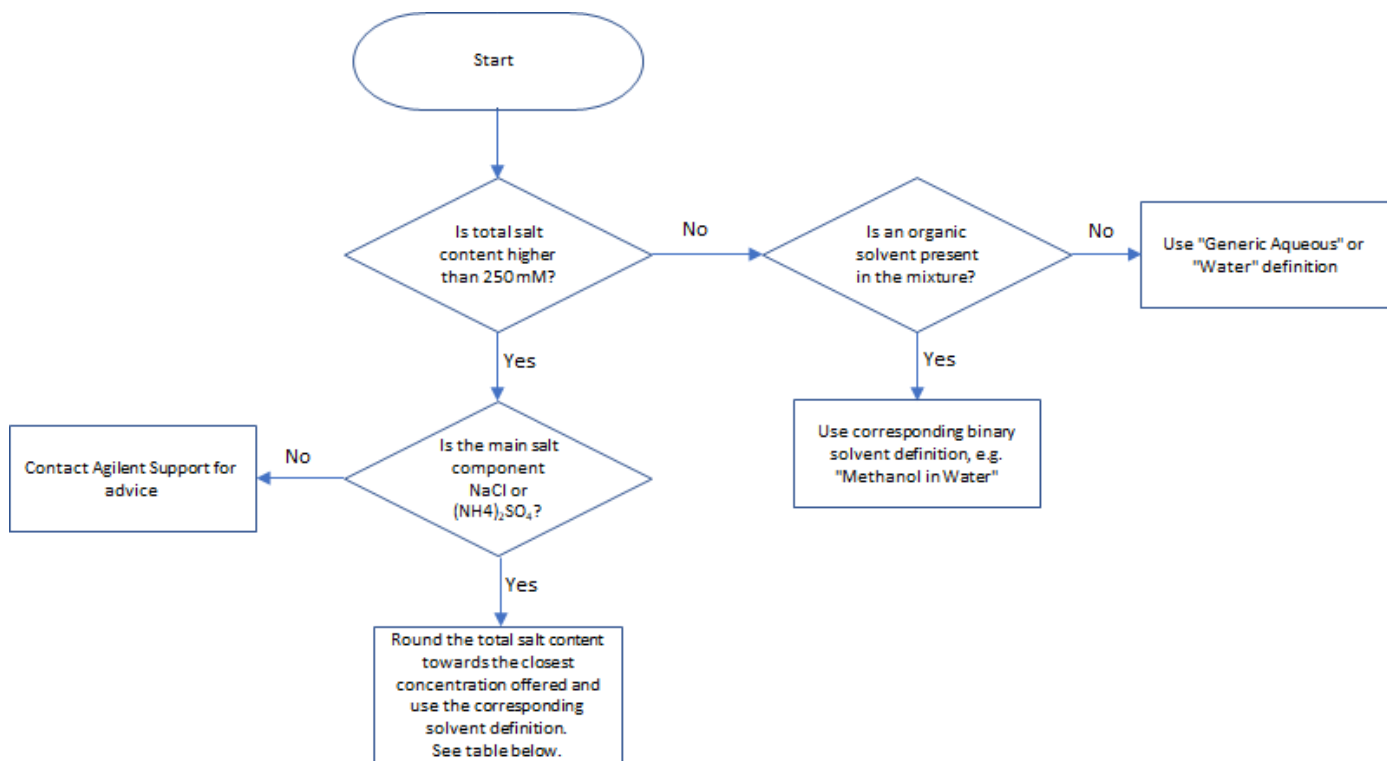 Start
Is total salt
content higher
than 250 mM?
No
Is an organic
solvent present
in the mixture?
No
Use "Generic Aqueous" or
"Water" definition
Yes
Yes
Contact Agilent Support for
advice
No
Is the main salt
component
NaCl or
(NH4)₂SO₄?
Use corresponding binary
solvent definition, e.g.
"Methanol in Water"
Yes
Round the total salt content
towards the closest
concentration offered and
use the corresponding
solvent definition.
See table below.